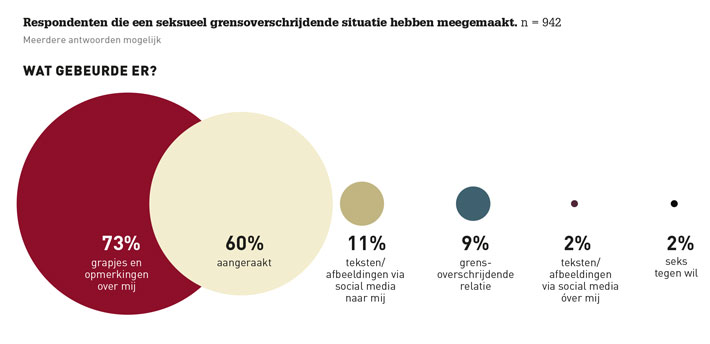 Respondenten die een seksueel grensoverschrijdende situatie hebben meegemaakt. n = 942
Meerdere antwoorden mogelijk
WAT GEBEURDE ER?
73%
grapjes en
opmerkingen
over mij
60%
aangeraakt
11%
teksten/
afbeeldingen via
social media
naar mij
9%
grens-
overschrijdende
relatie
2%
teksten/
afbeeldingen
via social media
óver mij
2%
seks
tegen wil